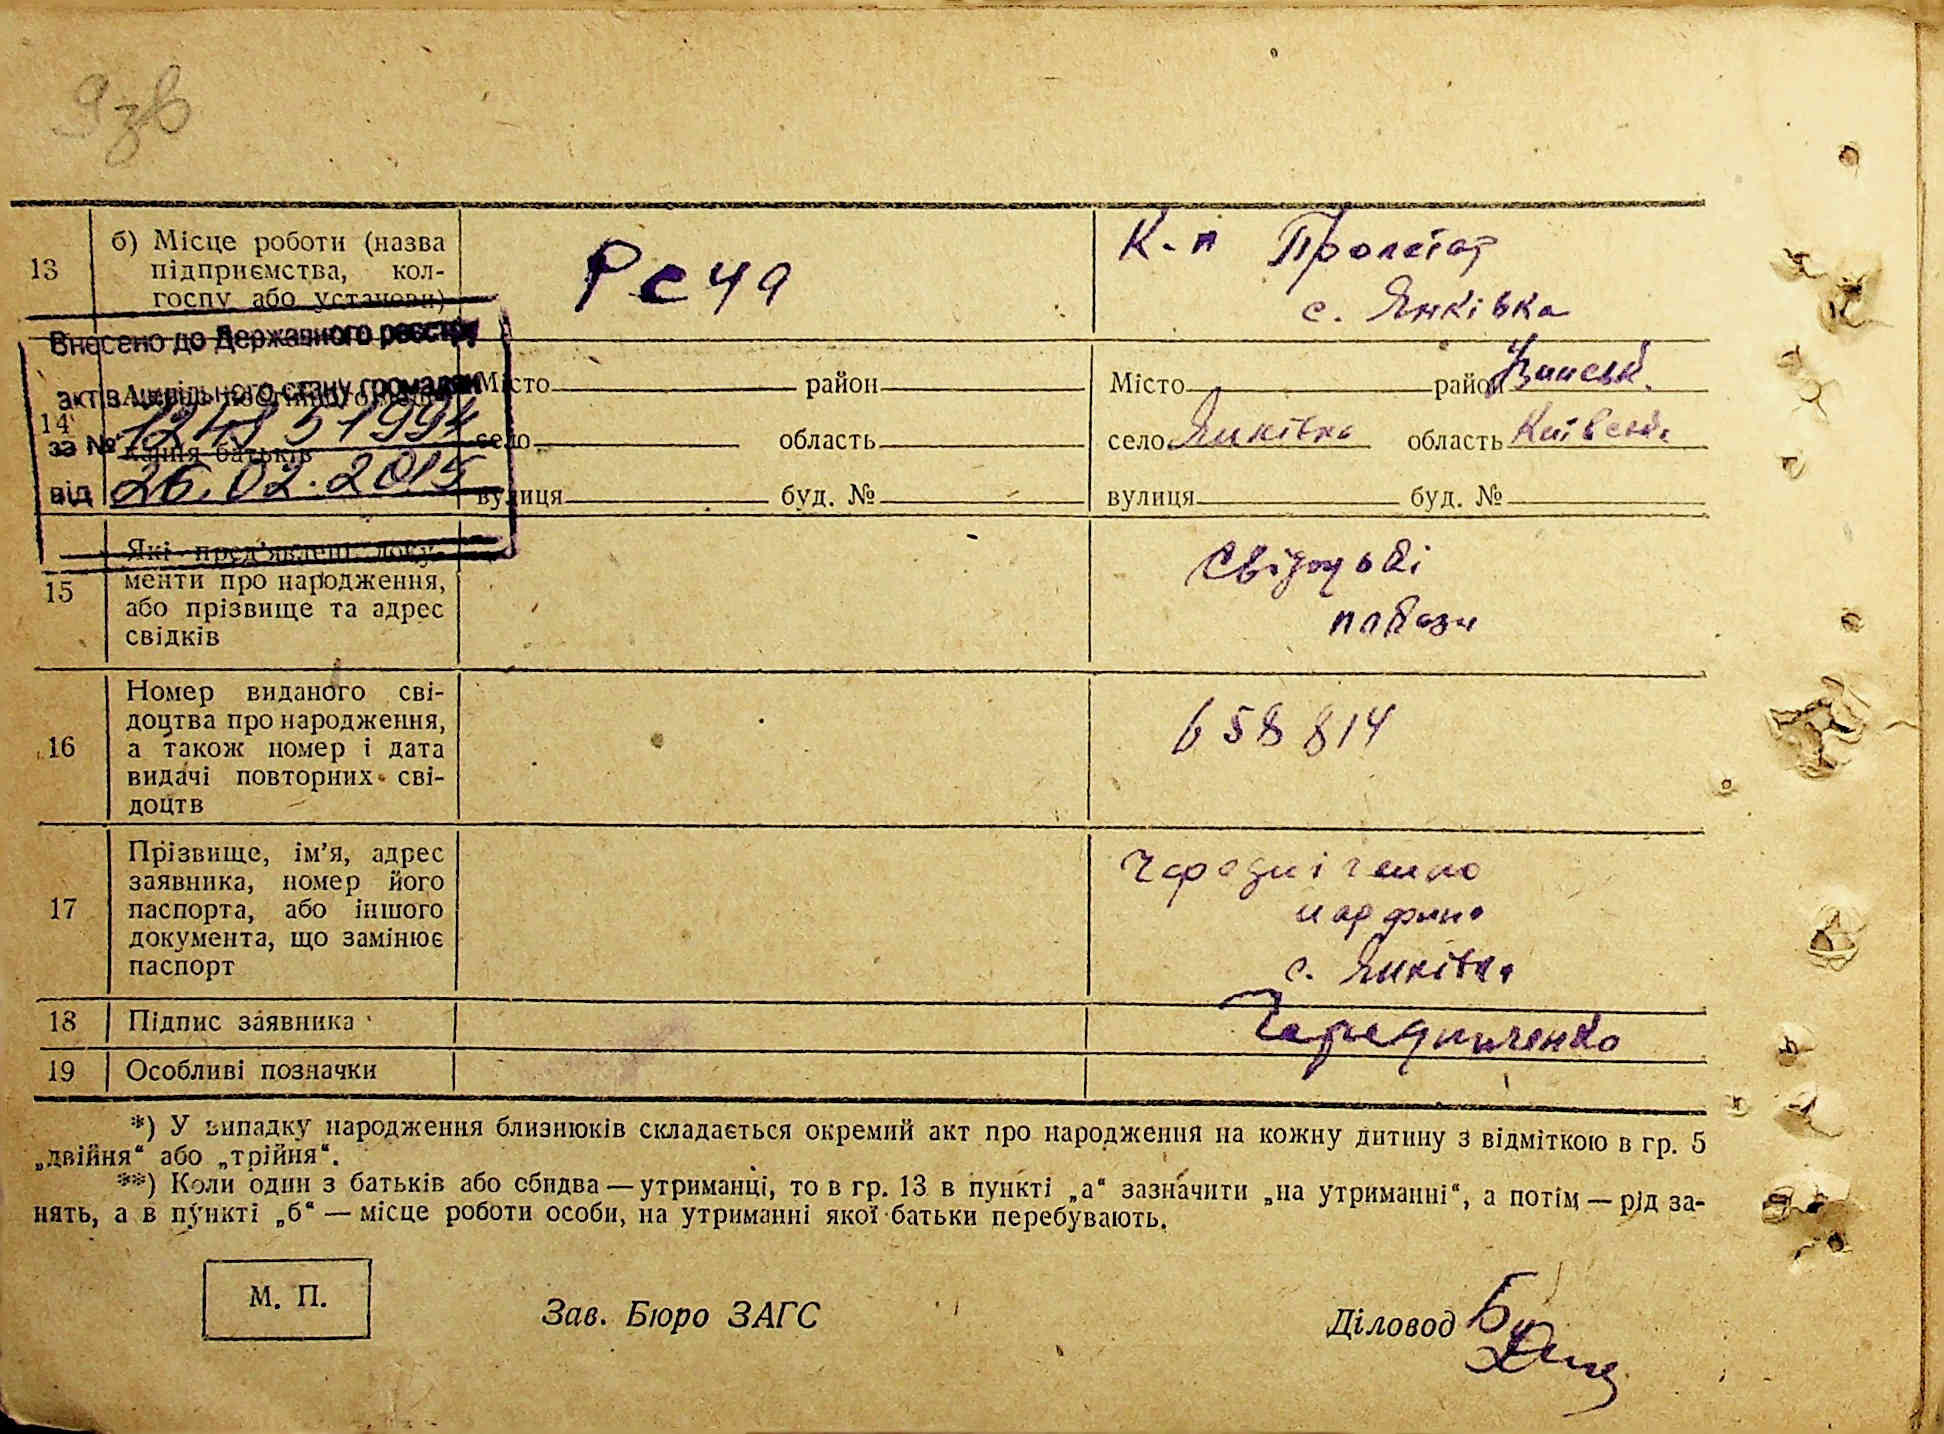 13
б) Місце роботи (назва
підприємства, кол-
госпу або установи)
К-п Пролетар
с. Янківка
Внесено до Державного реєстру
актів цивільного стану громадян
за №
від 26.02.2015
14
кання батьків
Місто район
село область
вулиця буд. №
Місто район
село Янківка область Київська
вулиця буд. №
15
Які пред'явлені доку-
менти про народження,
або прізвище та адрес
свідків
16
Номер виданого сві-
доцтва про народження,
а також номер і дата
видачі повторних сві-
доцтв
658814
17
Прізвище, ім'я, адрес
заявника, номер його
паспорта, або іншого
документа, що замінює
паспорт
Чередніченко
с. Янківка
18 Підпис заявника Чередниченко
19 Особливі позначки
*) У випадку народження близнюків складається окремий акт про народження на кожну дитину з відміткою в гр. 5
„двійня“ або „трійня“.
**) Коли один з батьків або обидва — утриманці, то в гр. 13 в пункті „а“ зазначити „на утриманні“, а потім — рід за-
нять, а в пункті „б“ — місце роботи особи, на утриманні якої батьки перебувають.
М. П.
Зав. Бюро ЗАГС
Діловод